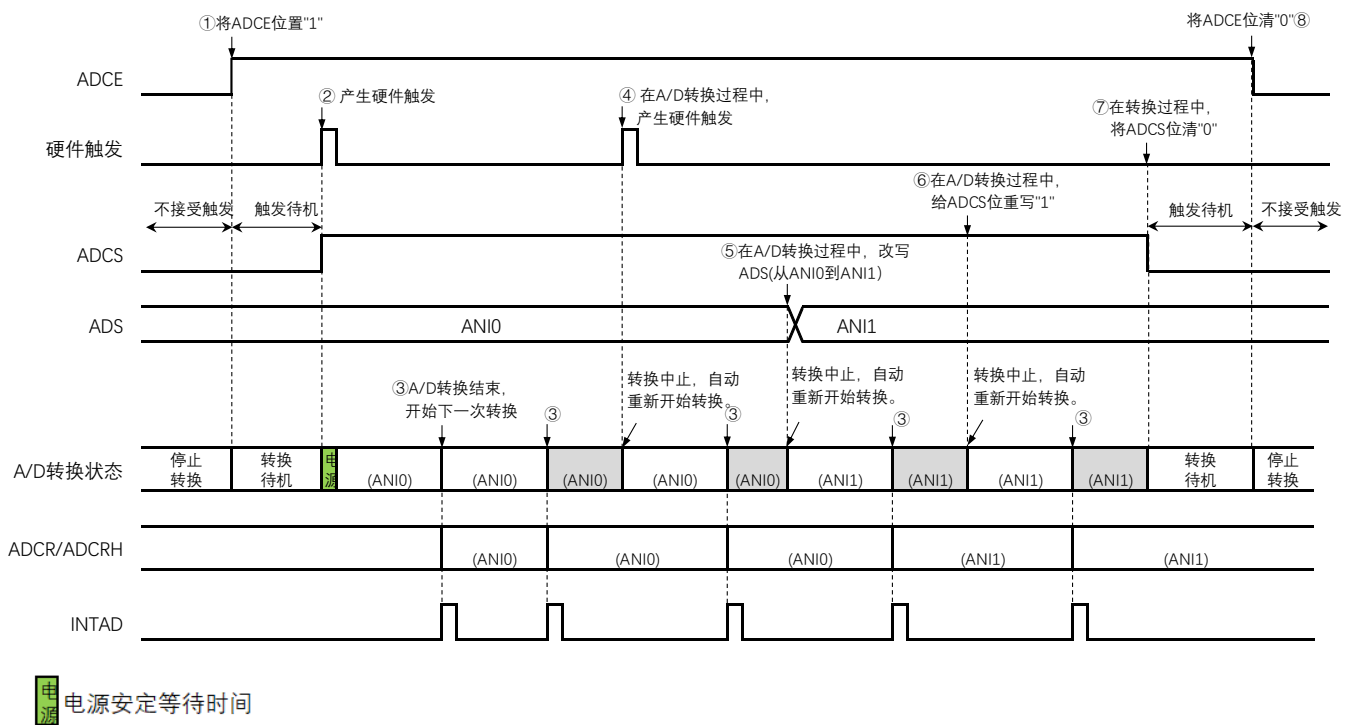 ①将ADCE位置"1"
将ADCE位清"0"⑧
ADCE
② 产生硬件触发
④ 在A/D转换过程中，
产生硬件触发
⑦在转换过程中，
将ADCS位清"0"
硬件触发
⑥在A/D转换过程中，
给ADCS位重写"1"
不接受触发
触发待机
触发待机
不接受触发
ADCS
⑤在A/D转换过程中，改写
ADS(从ANI0到ANI1）
ADS
ANI0
ANI1
③A/D转换结束，
开始下一次转换
③
转换中止，自动
重新开始转换。
③
转换中止，自动
重新开始转换。
③
转换中止，自动
重新开始转换。
③
A/D转换状态
停止
转换
转换
待机
电
源
(ANI0)
(ANI0)
(ANI0)
(ANI0)
(ANI0)
(ANI1)
(ANI1)
(ANI1)
(ANI1)
转换
待机
停止
转换
ADCR/ADCRH
(ANI0)
(ANI0)
(ANI0)
(ANI1)
(ANI1)
INTAD
电
源
电源安定等待时间